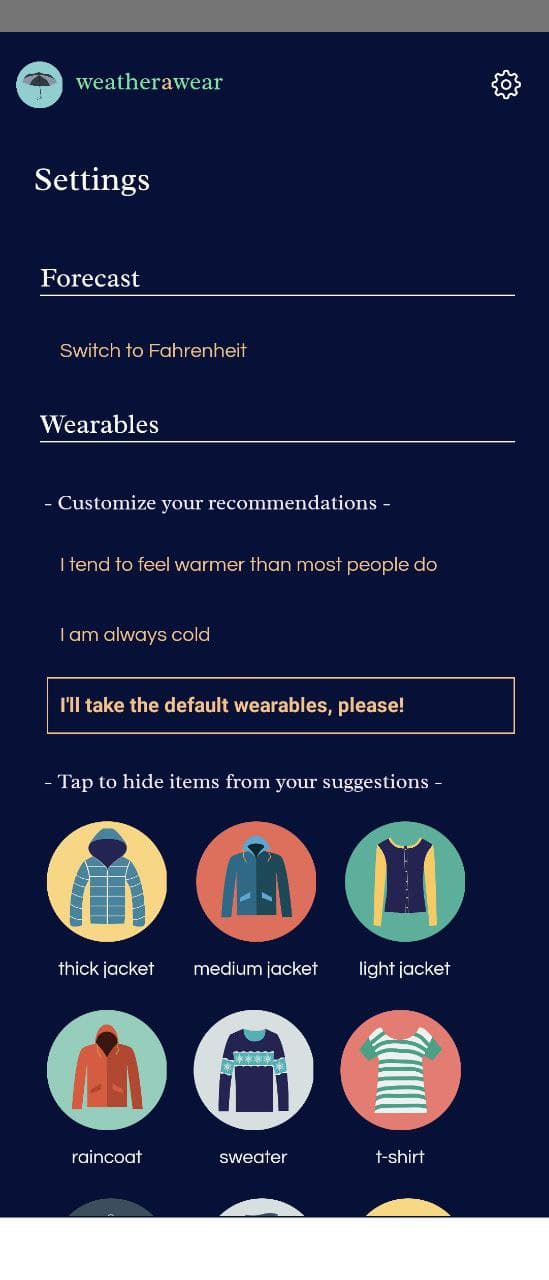 weatherawear
Settings
Forecast
Switch to Fahrenheit
Wearables
- Customize your recommendations -
I tend to feel warmer than most people do
I am always cold
I'll take the default wearables, please!
- Tap to hide items from your suggestions -
thick jacket medium jacket light jacket
raincoat sweater t-shirt